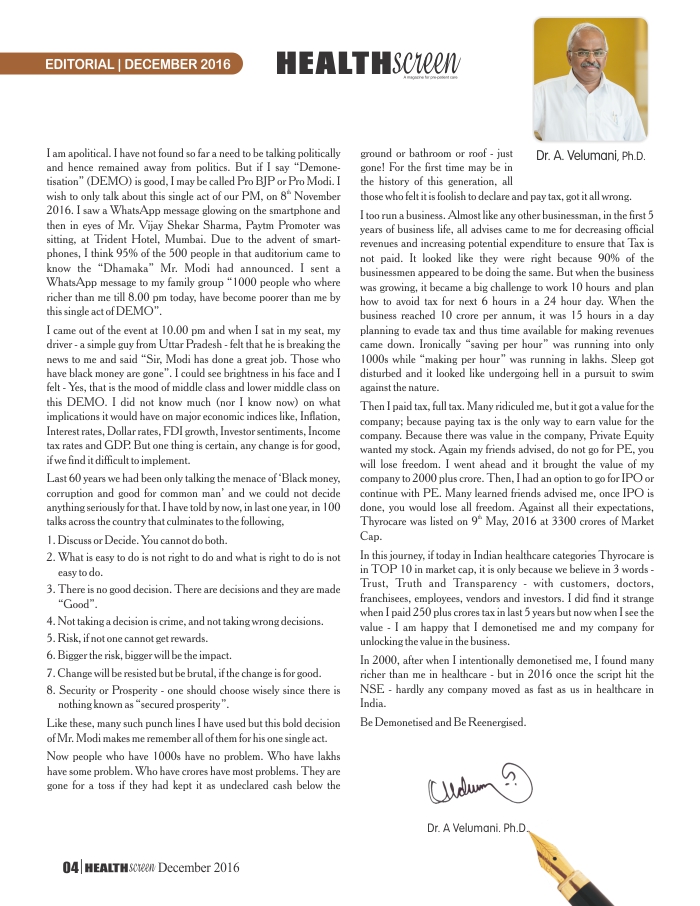 EDITORIAL | DECEMBER 2016
HEALTHscreen
A magazine for preventive care
Dr. A. Velumani, Ph.D.
I am apolitical. I have not found so far a need to be talking politically
and hence remained away from politics. But if I say “Demone-
tisation” (DEMO) is good, I may be called Pro BJP or Pro Modi. I
wish to only talk about this single act of our PM, on 8th November
2016. I saw a WhatsApp message glowing on the smartphone and
then in eyes of Mr. Vijay Shekar Sharma, Paytm Promoter was
sitting, at Trident Hotel, Mumbai. Due to the advent of smart-
phones, I think 95% of the 500 people in that auditorium came to
know the “Dhamaka” Mr. Modi had announced. I sent a
WhatsApp message to my family group “1000 people who where
richer than me till 8.00 pm today, have become poorer than me by
this single act of DEMO”.
I came out of the event at 10.00 pm and when I sat in my seat, my
driver - a simple guy from Uttar Pradesh - felt that he is breaking the
news to me and said “Sir, Modi has done a great job. Those who
have black money are gone”. I could see brightness in his face and I
felt - Yes, that is the mood of middle class and lower middle class on
this DEMO. I did not know much (nor I know now) on what
implications it would have on major economic indices like, Inflation,
Interest rates, Dollar rates, FDI growth, Investor sentiments, Income
tax rates and GDP. But one thing is certain, any change is for good,
if we find it difficult to implement.
Last 60 years we had been only talking the menace of ‘Black money,
corruption and good for common man’ and we could not decide
anything seriously for that. I have told by now, in last one year, in 100
talks across the country that culminates to the following,
1. Discuss or Decide. You cannot do both.
2. What is easy to do is not right to do and what is right to do is not
easy to do.
3. There is no good decision. There are decisions and they are made
“Good”.
4. Not taking a decision is crime, and not taking wrong decisions.
5. Risk, if not one cannot get rewards.
6. Bigger the risk, bigger will be the impact.
7. Change will be resisted but be brutal, if the change is for good.
8. Security or Prosperity - one should choose wisely since there is
nothing known as “secured prosperity”.
Like these, many such punch lines I have used but this bold decision
of Mr. Modi makes me remember all of them for his one single act.
Now people who have 1000s have no problem. Who have lakhs
have some problem. Who have crores have most problems. They are
gone for a toss if they had kept it as undeclared cash below the
ground or bathroom or roof - just
gone! For the first time may be in
the history of this generation, all
those who felt it is foolish to declare and pay tax, got it all wrong.
I too run a business. Almost like any other businessman, in the first 5
years of business life, all advises came to me for decreasing official
revenues and increasing potential expenditure to ensure that Tax is
not paid. It looked like they were right because 90% of the
businessmen appeared to be doing the same. But when the business
was growing, it became a big challenge to work 10 hours and plan
how to avoid tax for next 6 hours in a 24 hour day. When the
business reached 10 crore per annum, it was 15 hours in a day
planning to evade tax and thus time available for making revenues
came down. Ironically “saving per hour” was running into only
1000s while “making per hour” was running in lakhs. Sleep got
disturbed and it looked like undergoing hell in a pursuit to swim
against the nature.
Then I paid tax, full tax. Many ridiculed me, but it got a value for the
company; because paying tax is the only way to earn value for the
company. Because there was value in the company, Private Equity
wanted my stock. Again my friends advised, do not go for PE, you
will lose freedom. I went ahead and it brought the value of my
company to 2000 plus crore. Then, I had an option to go for IPO or
continue with PE. Many learned friends advised me, once IPO is
done, you would lose all freedom. Against all their expectations,
Thyrocare was listed on 9th May, 2016 at 3300 crores of Market
Cap.
In this journey, if today in Indian healthcare categories Thyrocare is
in TOP 10 in market cap, it is only because we believe in 3 words -
Trust, Truth and Transparency - with customers, doctors,
franchisees, employees, vendors and investors. I did find it strange
when I paid 250 plus crores tax in last 5 years but now when I see the
value - I am happy that I demonetised me and my company for
unlocking the value in the business.
In 2000, after when I intentionally demonetised me, I found many
richer than me in healthcare - but in 2016 once the script hit the
NSE - hardly any company moved as fast as us in healthcare in
India.
Be Demonetised and Be Reenergised.
Dr. A Velumani. Ph.D.
04 | HEALTHscreen December 2016